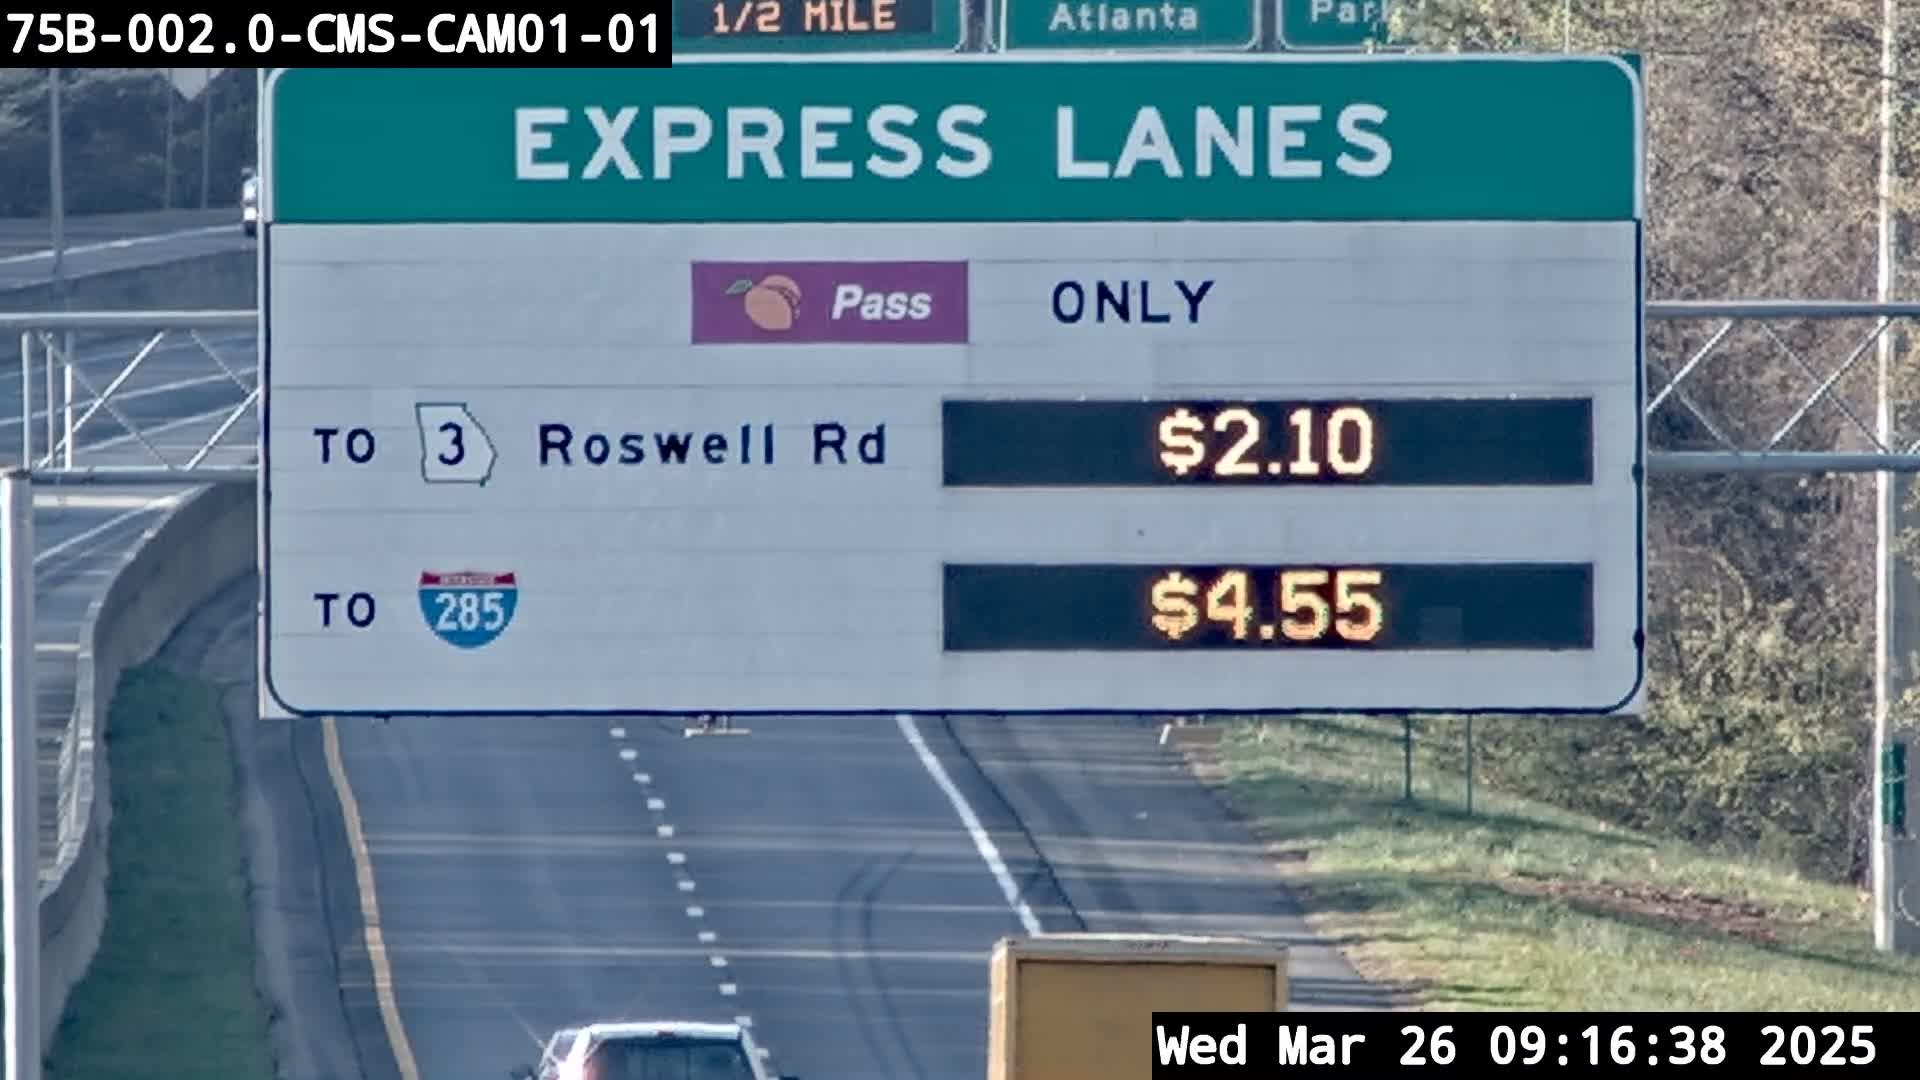 75B-002.0-CMS-CAM01-01
1/2 MILE
Atlanta
EXPRESS LANES
Pass ONLY
TO 3 Roswell Rd $2.10
TO 285 $4.55
Wed Mar 26 09:16:38 2025